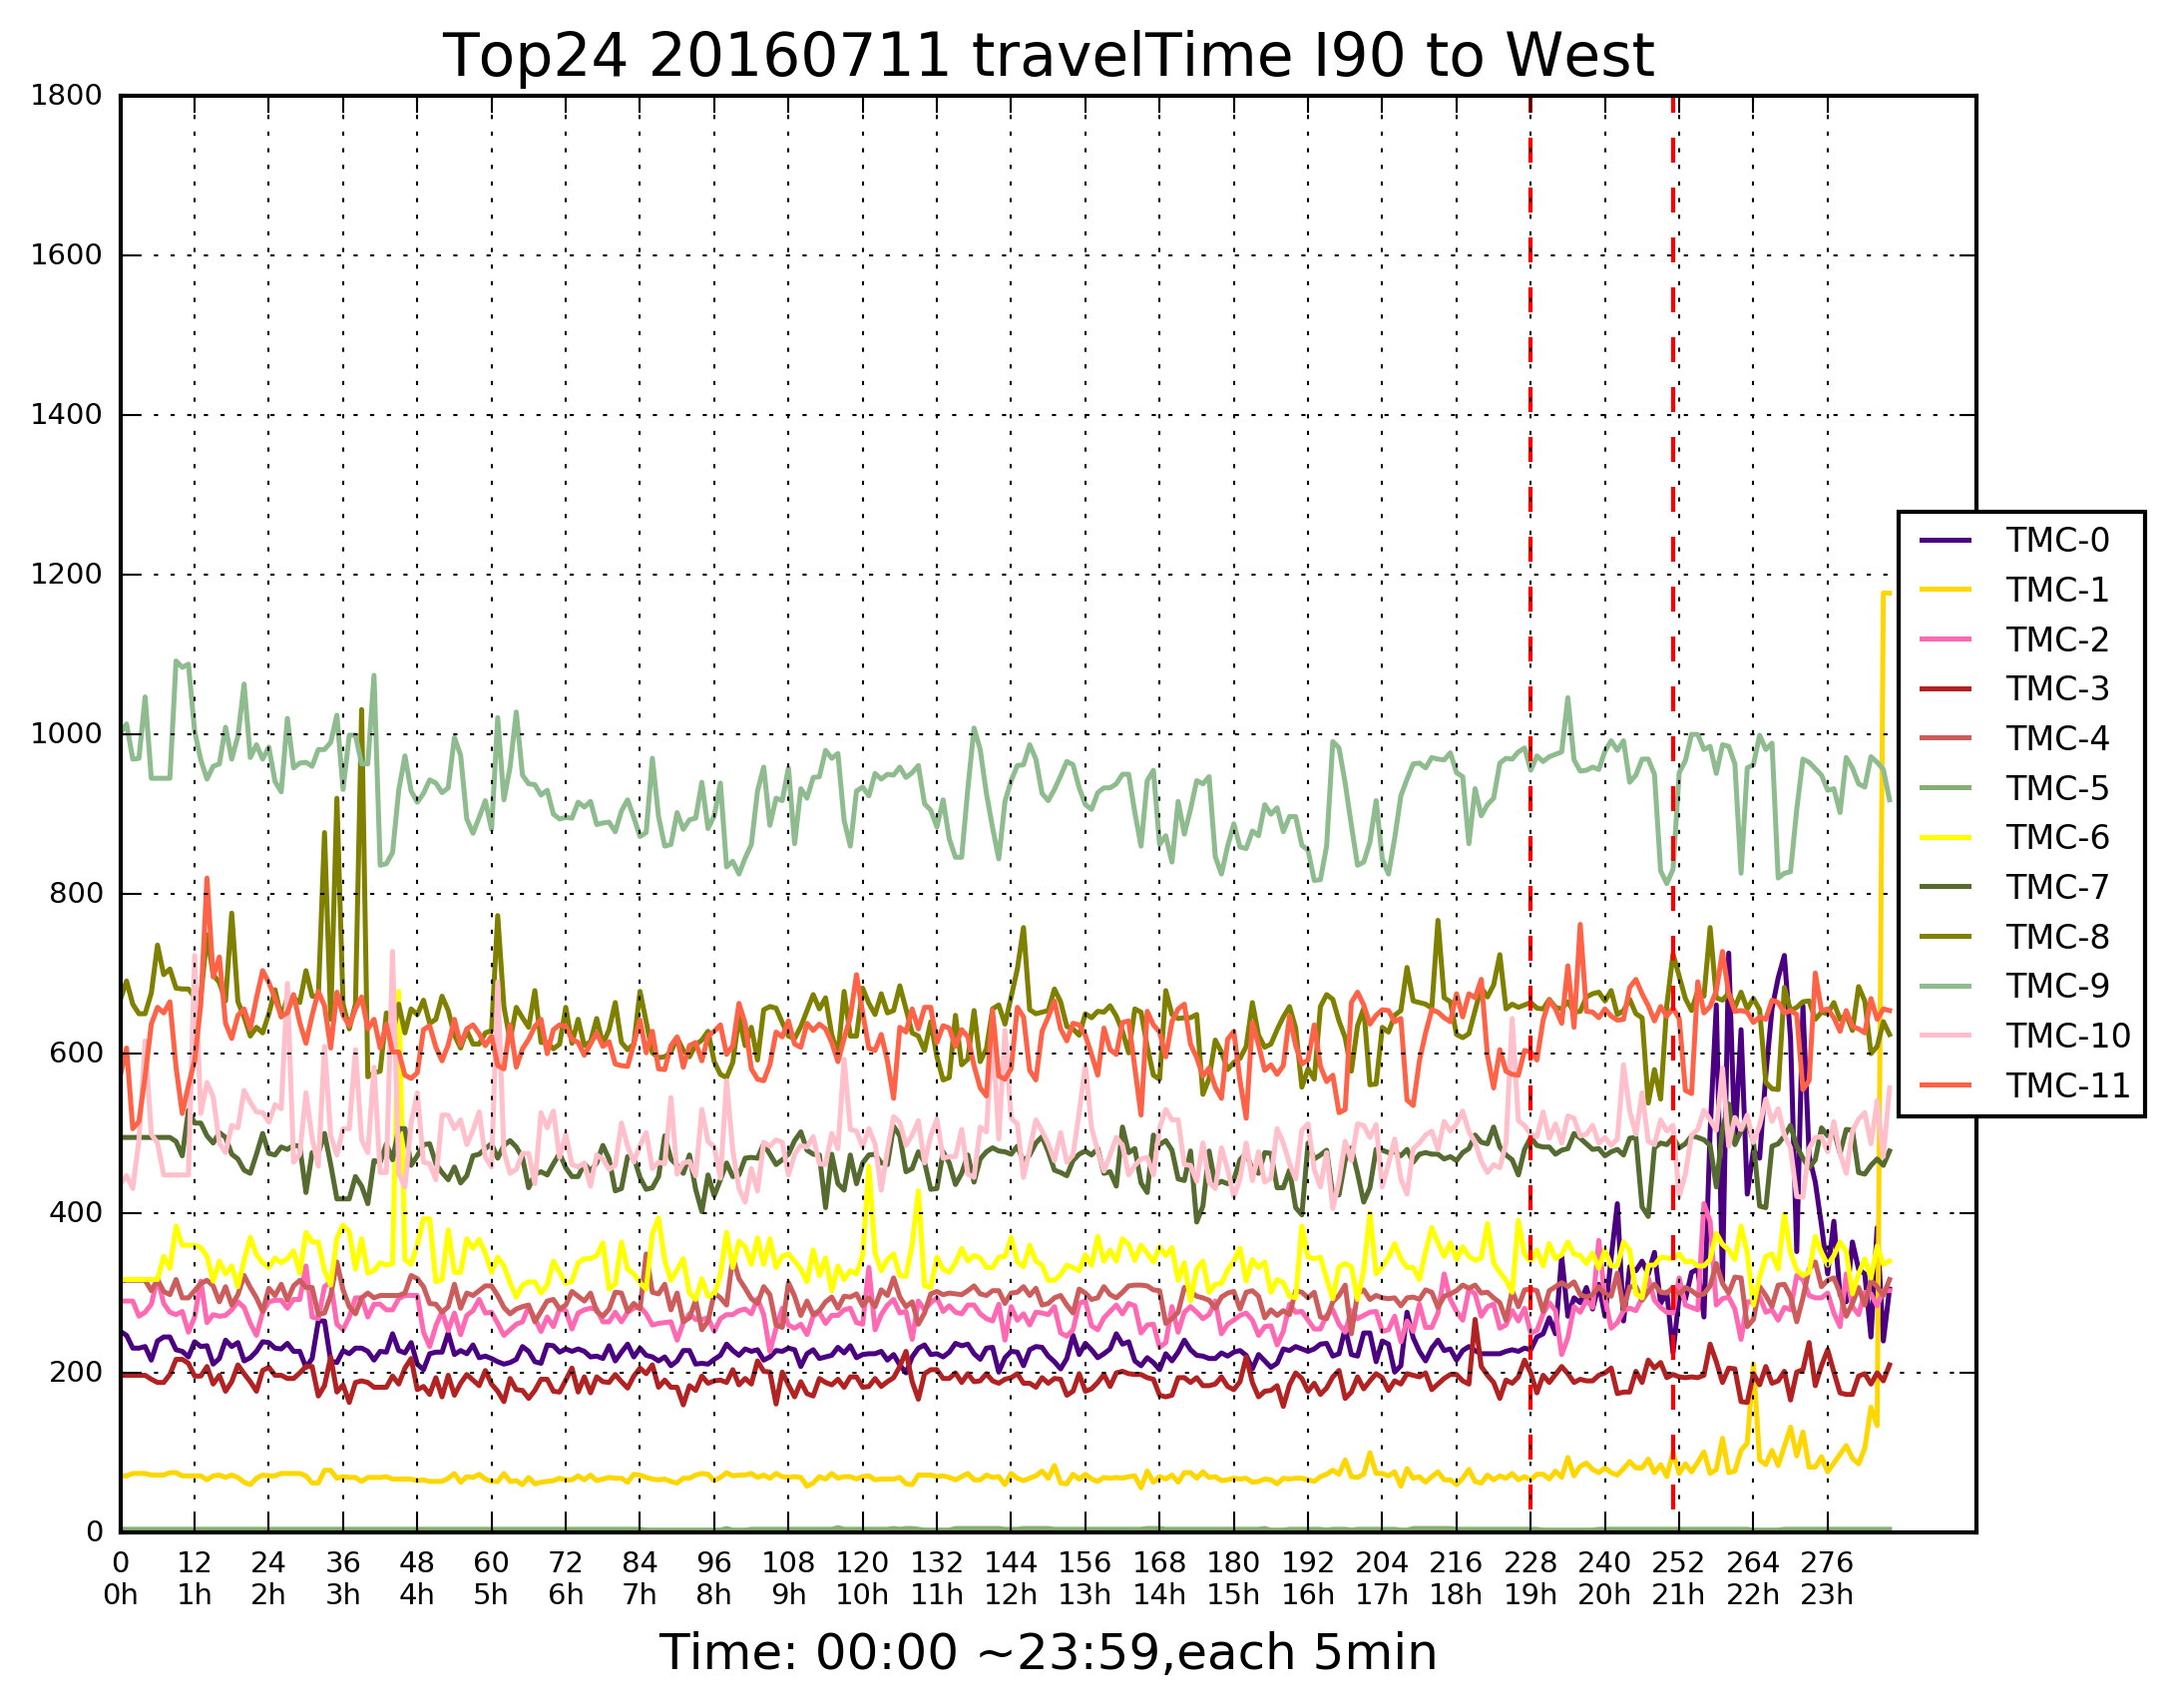 Top24 20160711 travelTime I90 to West
1800
1600
1400
1200
1000
800
600
400
200
0
0 12 24 36 48 60 72 84 96 108 120 132 144 156 168 180 192 204 216 228 240 252 264 276
0h 1h 2h 3h 4h 5h 6h 7h 8h 9h 10h 11h 12h 13h 14h 15h 16h 17h 18h 19h 20h 21h 22h 23h
Time: 00:00 ~23:59,each 5min
TMC-0
TMC-1
TMC-2
TMC-3
TMC-4
TMC-5
TMC-6
TMC-7
TMC-8
TMC-9
TMC-10
TMC-11